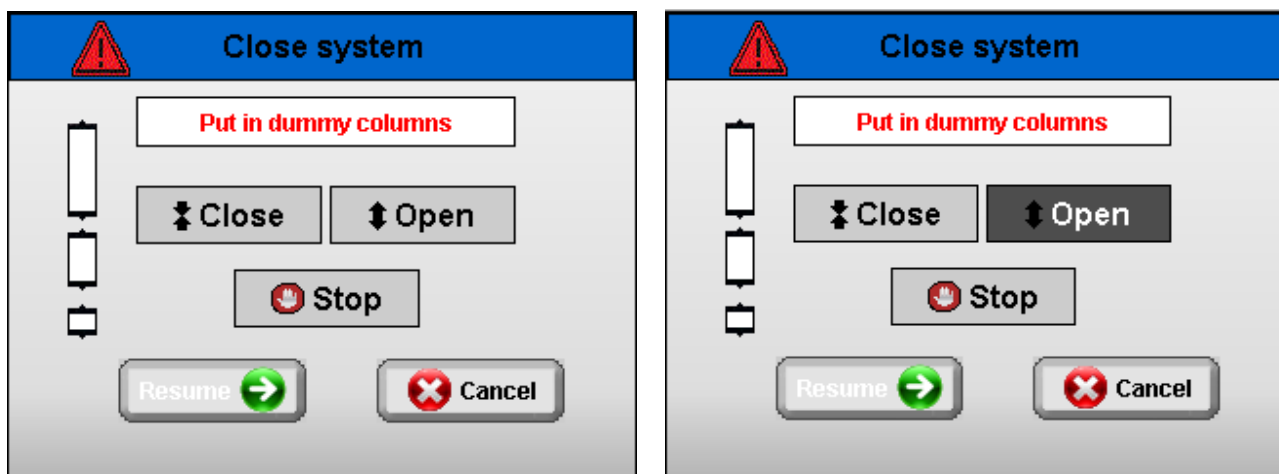 Close system
Put in dummy columns
Close Open
Stop
Resume Cancel
Close system
Put in dummy columns
Close Open
Stop
Resume Cancel